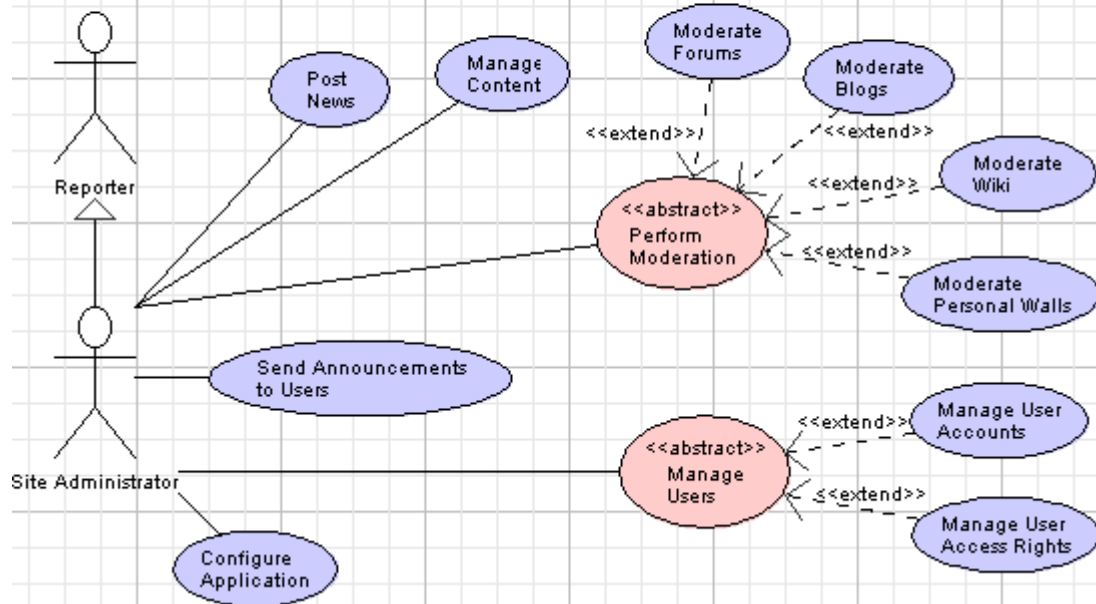 Moderate
Forums
Post
News
Manage
Content
Moderate
Blogs
<<extend>>
<<extend>>
Reporter
Moderate
Wiki
<<extend>>
<<abstract>>
Perform
Moderation
<<extend>>
Moderate
Personal Walls
Send Announcements
to Users
Manage User
Accounts
<<extend>>
<<abstract>>
Manage
Users
Site Administrator
<<extend>>
Manage User
Access Rights
Configure
Application